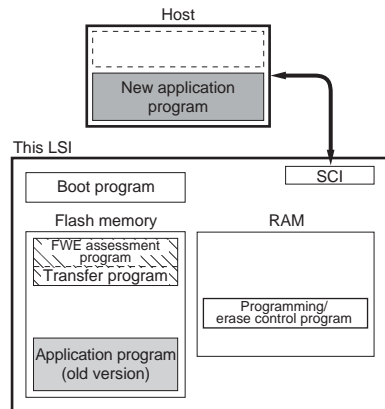 Host
New application
program
This LSI
SCI
Boot program
Flash memory
RAM
FWE assessment
program
Transfer program
Programming/
erase control program
Application program
(old version)